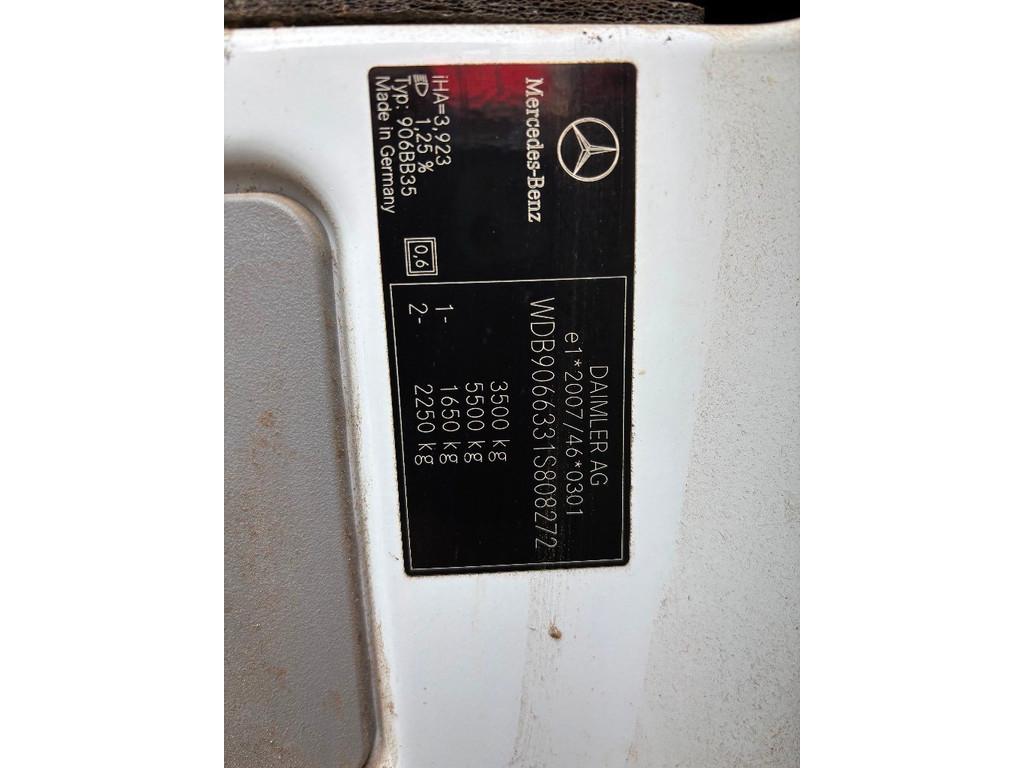 Mercedes-Benz
iHA=3,923
1,25 %
Typ: 906BB35
Made in Germany
0,6
DAIMLER AG
e1*2007/46*0301
WDB9066331S808272
3500 kg
5500 kg
1- 1650 kg
2- 2250 kg